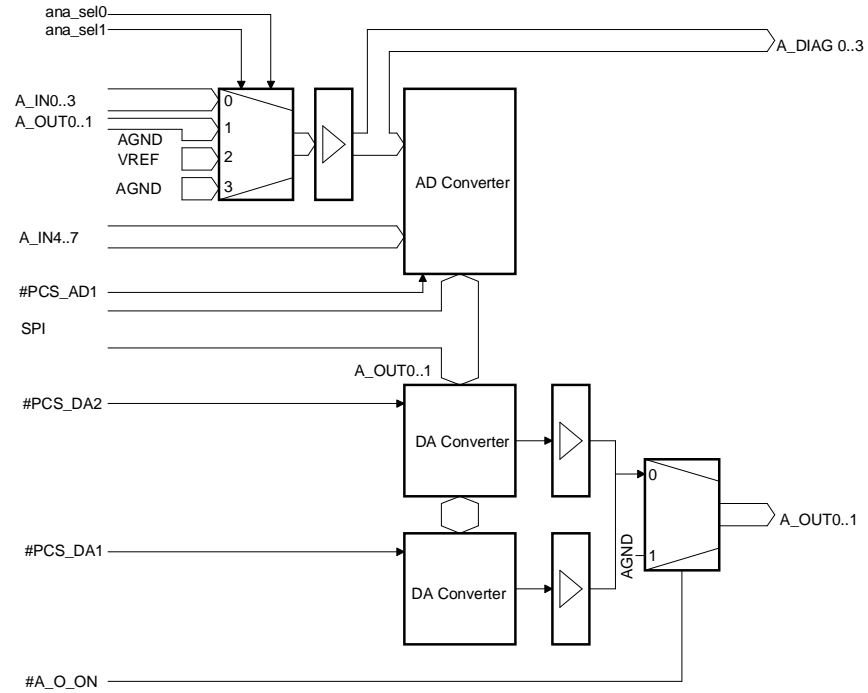 ana_sel0
ana_sel1
A_DIAG 0..3
A_IN0..3
0
A_OUT0..1
1
AGND
VREF
2
AGND
3
AD Converter
A_IN4..7
#PCS_AD1
SPI
A_OUT0..1
#PCS_DA2
DA Converter
0
A_OUT0..1
#PCS_DA1
AGND
1
DA Converter
#A_O_ON